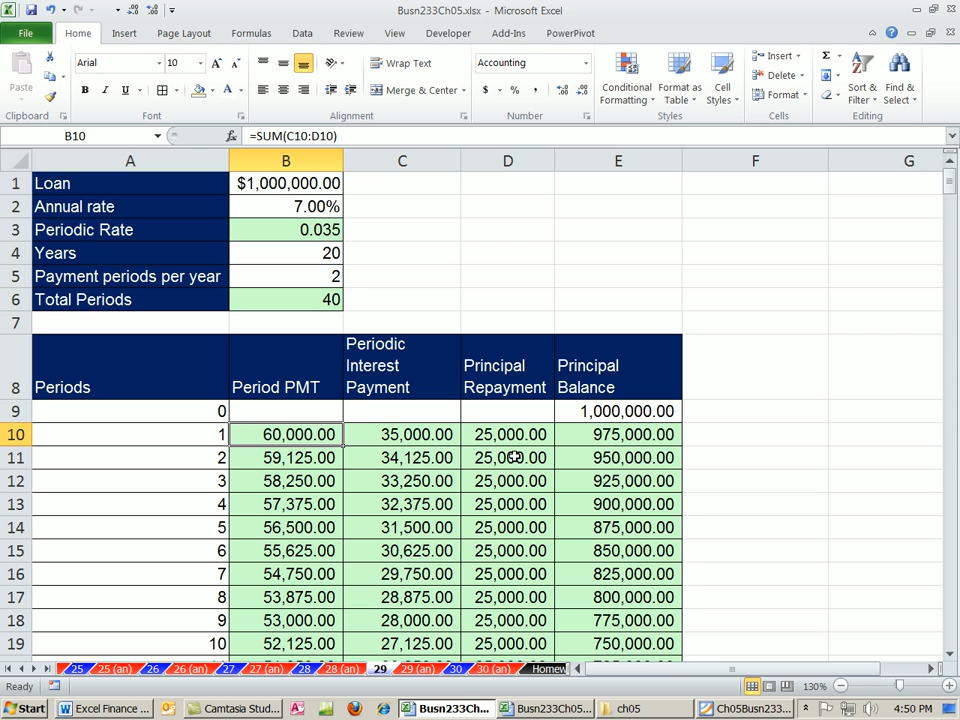 Busn233Ch05.xlsx - Microsoft Excel
File Home Insert Page Layout Formulas Data Review View Developer Add-Ins PowerPivot
Paste Arial 10 Wrap Text Accounting Conditional Formatting Format as Table Cell Styles Insert Sort & Filter Find & Select
B I U Merge & Center $ % , Delete
Format
Clipboard Font Alignment Number Styles Cells Editing
B10 fx =SUM(C10:D10)
A B C D E F G
1 Loan $1,000,000.00
2 Annual rate 7.00%
3 Periodic Rate 0.035
4 Years 20
5 Payment periods per year 2
6 Total Periods 40
7
8 Periods Period PMT Periodic Interest Payment Principal Repayment Principal Balance
9 0 1,000,000.00
10 1 60,000.00 35,000.00 25,000.00 975,000.00
11 2 59,125.00 34,125.00 25,000.00 950,000.00
12 3 58,250.00 33,250.00 25,000.00 925,000.00
13 4 57,375.00 32,375.00 25,000.00 900,000.00
14 5 56,500.00 31,500.00 25,000.00 875,000.00
15 6 55,625.00 30,625.00 25,000.00 850,000.00
16 7 54,750.00 29,750.00 25,000.00 825,000.00
17 8 53,875.00 28,875.00 25,000.00 800,000.00
18 9 53,000.00 28,000.00 25,000.00 775,000.00
19 10 52,125.00 27,125.00 25,000.00 750,000.00
25 25 (an) 26 26 (an) 27 27 (an) 28 28 (an) 29 29 (an) 30 30 (an) Homew
Ready 130%
Start Excel Finance ... Camtasia Stud... Busn233Ch... Busn233Ch05.... ch05 Ch05Busn233... 4:50 PM